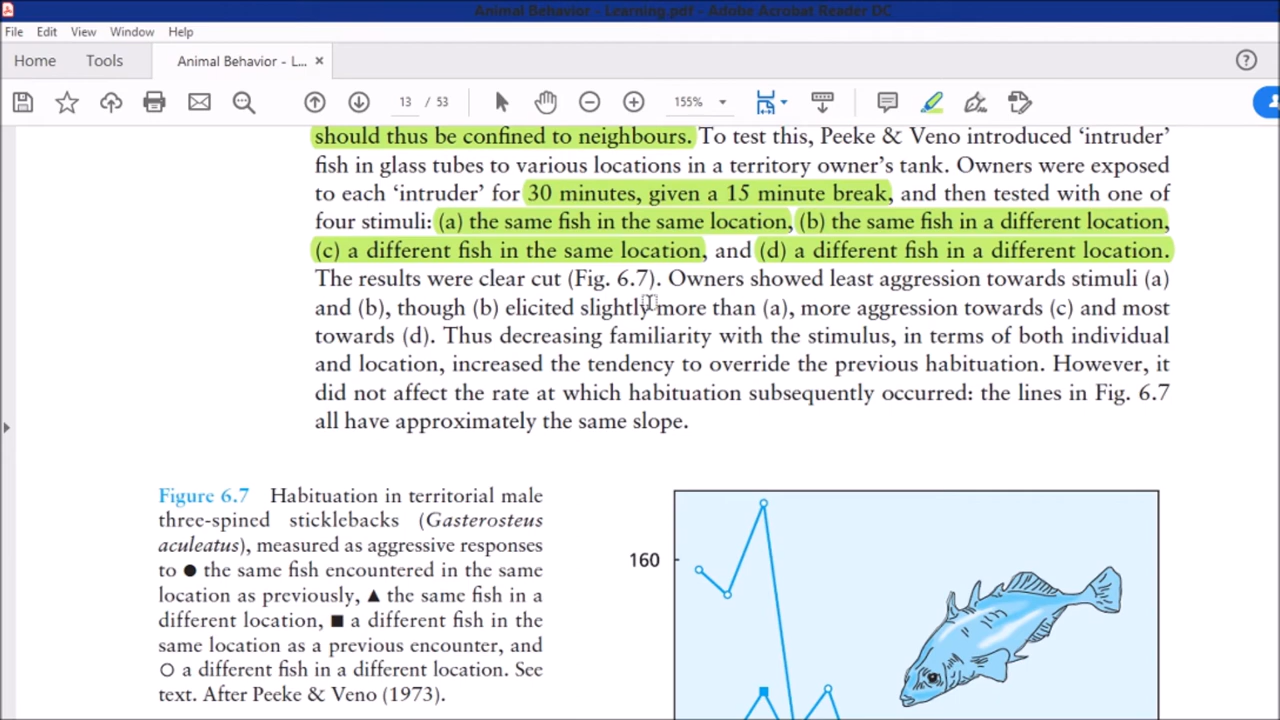 Animal Behavior - Learning.pdf - Adobe Acrobat Reader DC
File Edit View Window Help
Home Tools Animal Behavior - L... ×
13 / 53 155%
should thus be confined to neighbours. To test this, Peeke & Veno introduced ‘intruder’
fish in glass tubes to various locations in a territory owner’s tank. Owners were exposed
to each ‘intruder’ for 30 minutes, given a 15 minute break, and then tested with one of
four stimuli: (a) the same fish in the same location, (b) the same fish in a different location,
(c) a different fish in the same location, and (d) a different fish in a different location.
The results were clear cut (Fig. 6.7). Owners showed least aggression towards stimuli (a)
and (b), though (b) elicited slightly more than (a), more aggression towards (c) and most
towards (d). Thus decreasing familiarity with the stimulus, in terms of both individual
and location, increased the tendency to override the previous habituation. However, it
did not affect the rate at which habituation subsequently occurred: the lines in Fig. 6.7
all have approximately the same slope.
Figure 6.7 Habituation in territorial male
three-spined sticklebacks (Gasterosteus
aculeatus), measured as aggressive responses
to ● the same fish encountered in the same
location as previously, ▲ the same fish in a
different location, ■ a different fish in the
same location as a previous encounter, and
○ a different fish in a different location. See
text. After Peeke & Veno (1973).
160